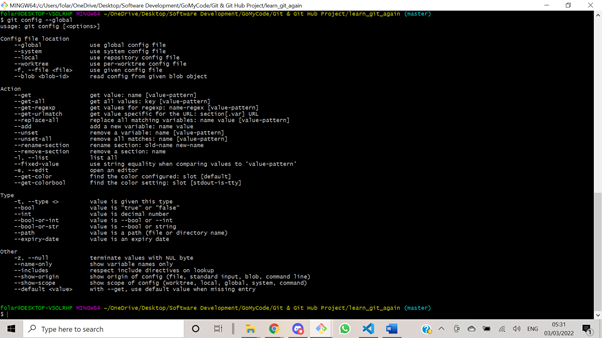 MINGW64:/c/Users/folar/OneDrive/Desktop/Software Development/GoMyCode/Git & Git Hub Project/learn_git_again
folar@DESKTOP-VSOLRHP MINGW64 ~/OneDrive/Desktop/Software Development/GoMyCode/Git & Git Hub Project/learn_git_again (master)
$ git config --global
usage: git config [<options>]
Config file location
--global use global config file
--system use system config file
--local use repository config file
--worktree use per-worktree config file
-f, --file <file> use given config file
--blob <blob-id> read config from given blob object
Action
--get get value: name [value-pattern]
--get-all get all values: key [value-pattern]
--get-regexp get values for regexp: name-regex [value-pattern]
--get-urlmatch get value specific for the URL: section[.var] URL
--replace-all replace all matching variables: name value [value-pattern]
--add add a new variable: name value
--unset remove a variable: name [value-pattern]
--unset-all remove all matches: name [value-pattern]
--rename-section rename section: old-name new-name
--remove-section remove a section: name
-l, --list list all
--fixed-value use string equality when comparing values to 'value-pattern'
-e, --edit open an editor
--get-color find the color configured: slot [default]
--get-colorbool find the color setting: slot [stdout-is-tty]
Type
-t, --type <> value is given this type
--bool value is "true" or "false"
--int value is decimal number
--bool-or-int value is --bool or --int
--bool-or-str value is --bool or string
--path value is a path (file or directory name)
--expiry-date value is an expiry date
Other
-z, --null terminate values with NUL byte
--name-only show variable names only
--includes respect include directives on lookup
--show-origin show origin of config (file, standard input, blob, command line)
--show-scope show scope of config (worktree, local, global, system, command)
--default <value> with --get, use default value when missing entry
folar@DESKTOP-VSOLRHP MINGW64 ~/OneDrive/Desktop/Software Development/GoMyCode/Git & Git Hub Project/learn_git_again (master)
$
Type here to search
ENG
05:31
03/03/2022